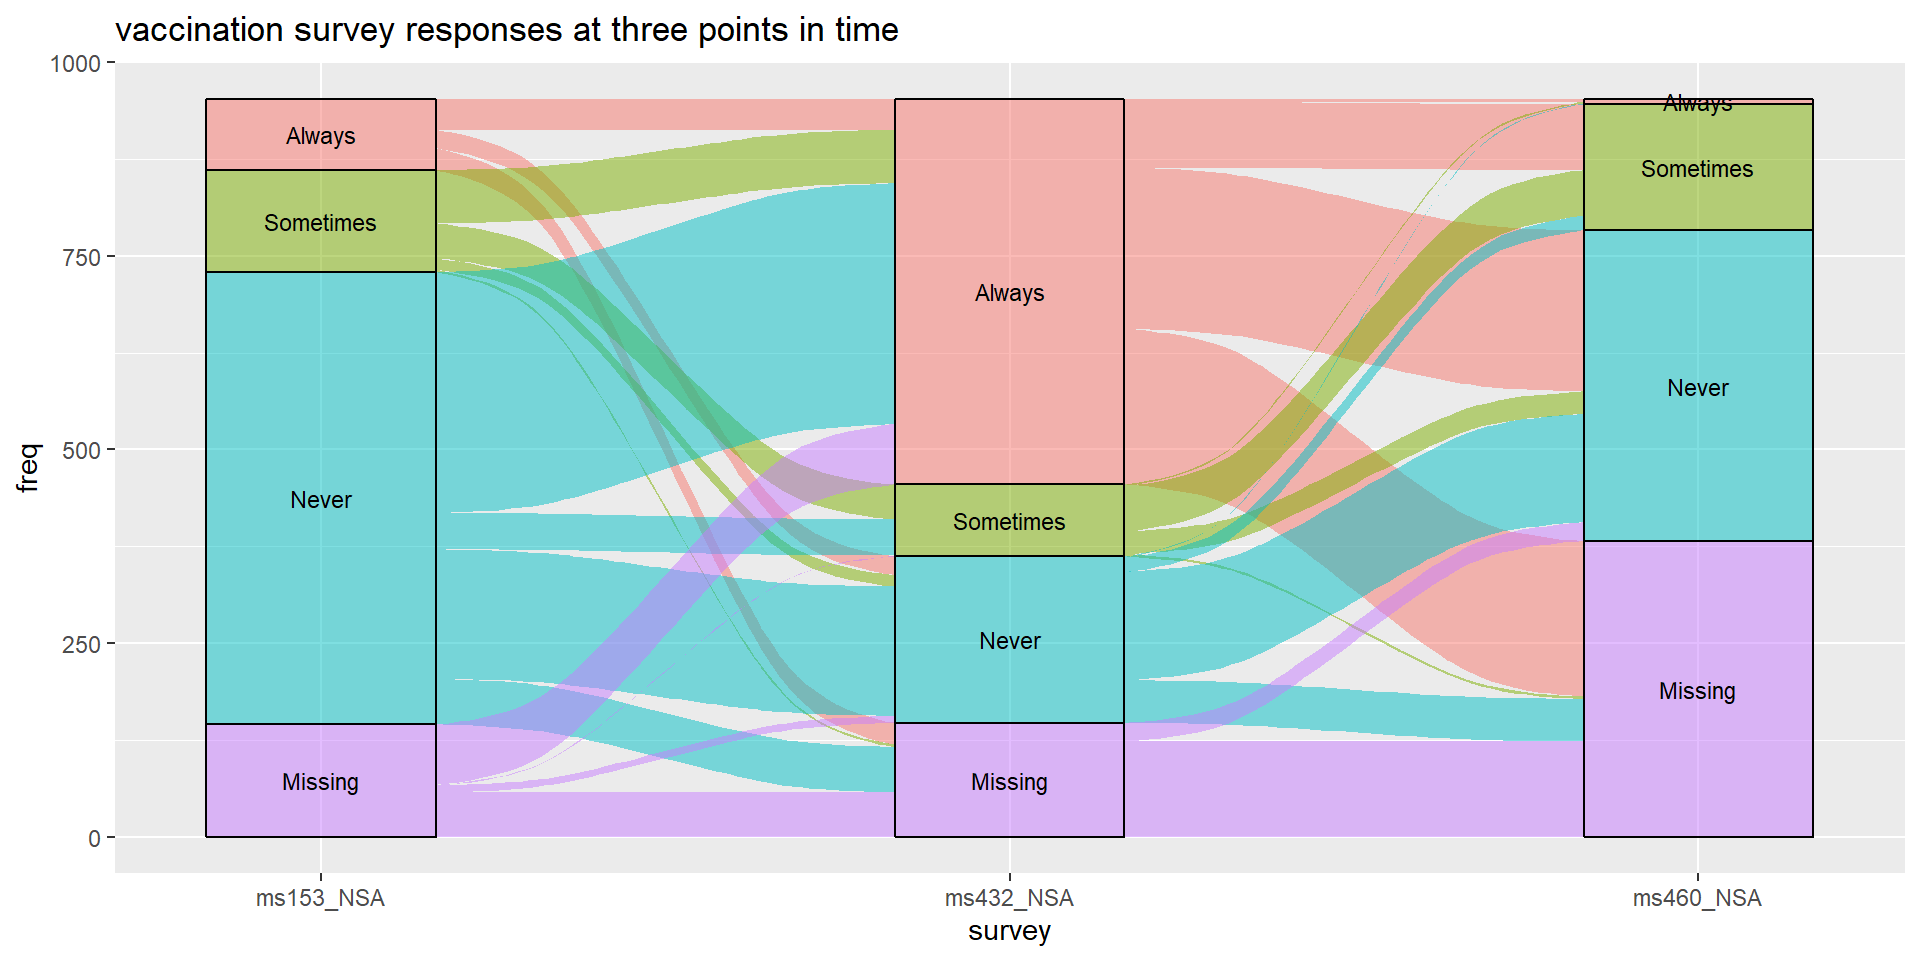 vaccination survey responses at three points in time
1000
750
500
250
0
freq
Always
Sometimes
Never
Missing
Always
Sometimes
Never
Missing
Always
Sometimes
Never
Missing
ms153_NSA
ms432_NSA
ms460_NSA
survey